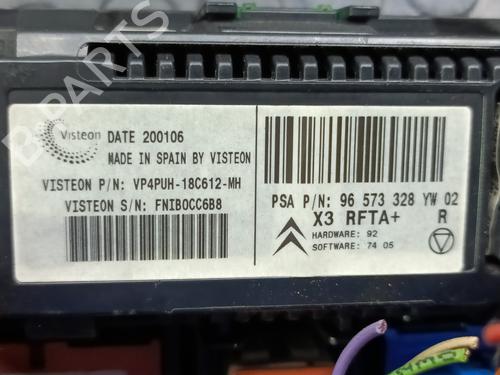 Visteon DATE 200106
MADE IN SPAIN BY VISTEON
VISTEON P/N: VP4PUH-18C612-MH
VISTEON S/N: FNIBOCC6B8
PSA P/N: 96 573 328 YW 02
X3 RFTA+ R
HARDWARE: 92
SOFTWARE: 74 05
B-PARTS